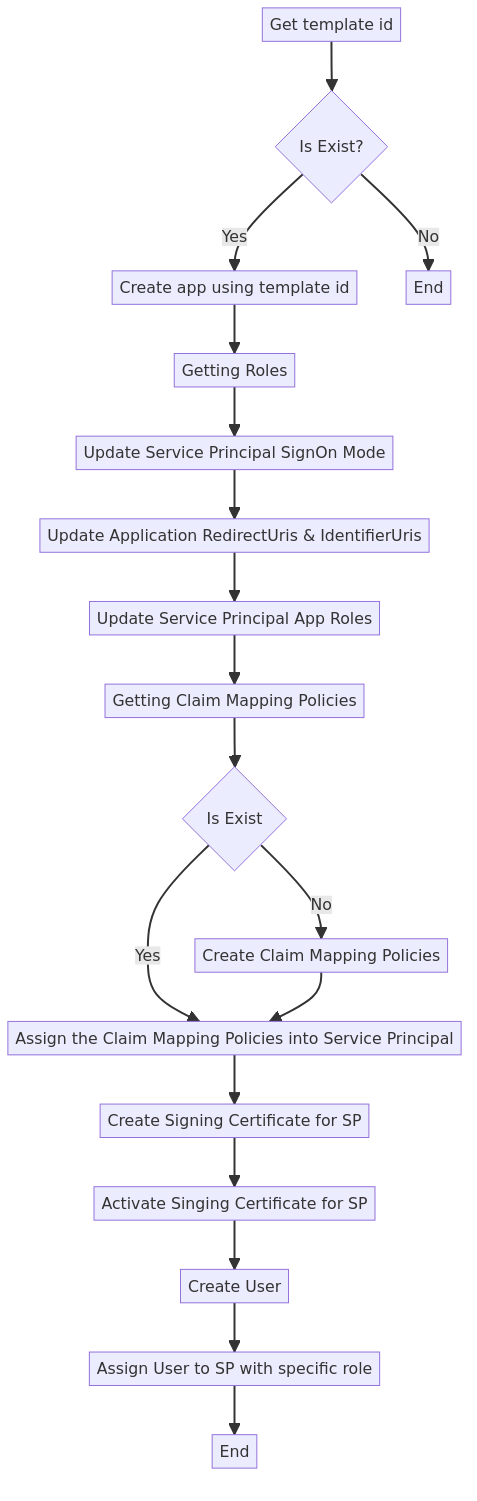 Get template id
Is Exist?
Yes
No
Create app using template id
End
Getting Roles
Update Service Principal SignOn Mode
Update Application RedirectUris & IdentifierUris
Update Service Principal App Roles
Getting Claim Mapping Policies
Is Exist
No
Yes
Create Claim Mapping Policies
Assign the Claim Mapping Policies into Service Principal
Create Signing Certificate for SP
Activate Singing Certificate for SP
Create User
Assign User to SP with specific role
End